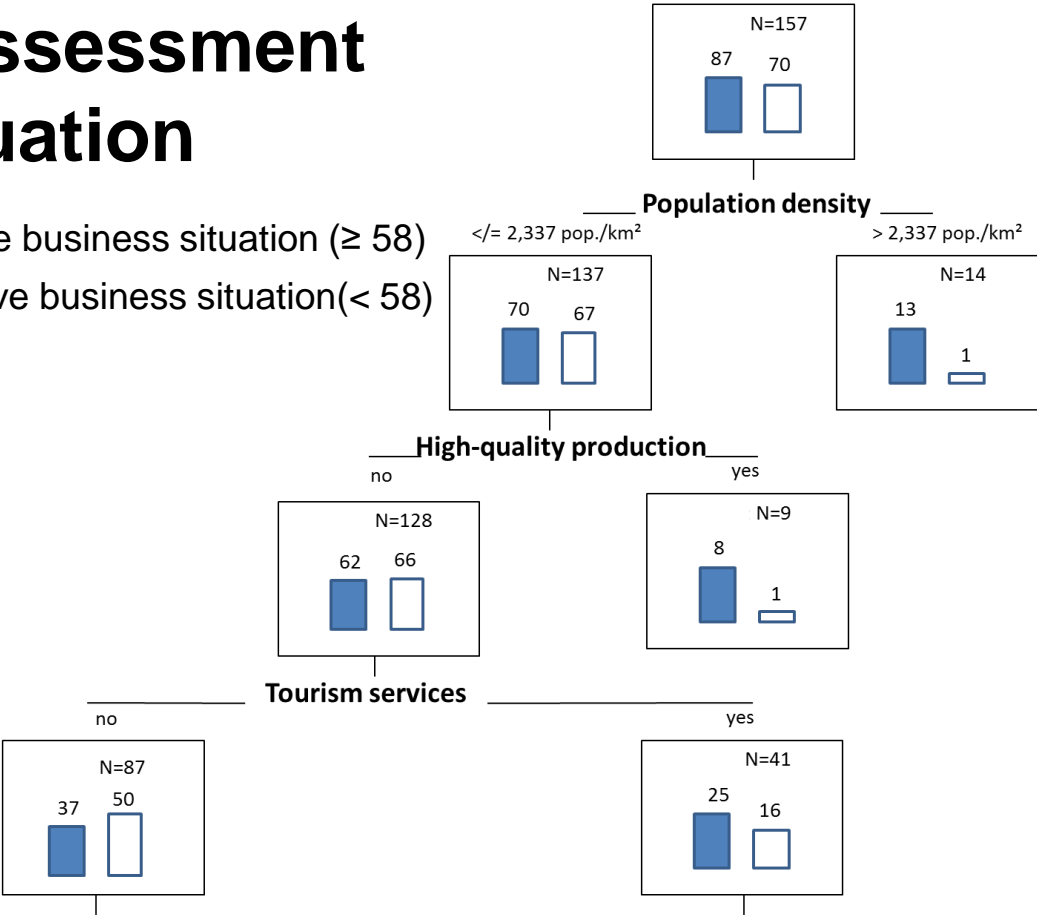 ssessment
uation
e business situation (≥ 58)
ve business situation(< 58)
N=157
87 70
Population density
</= 2,337 pop./km²
> 2,337 pop./km²
N=137
70 67
N=14
13 1
High-quality production
no
yes
N=128
62 66
N=9
8 1
Tourism services
no
yes
N=87
37 50
N=41
25 16